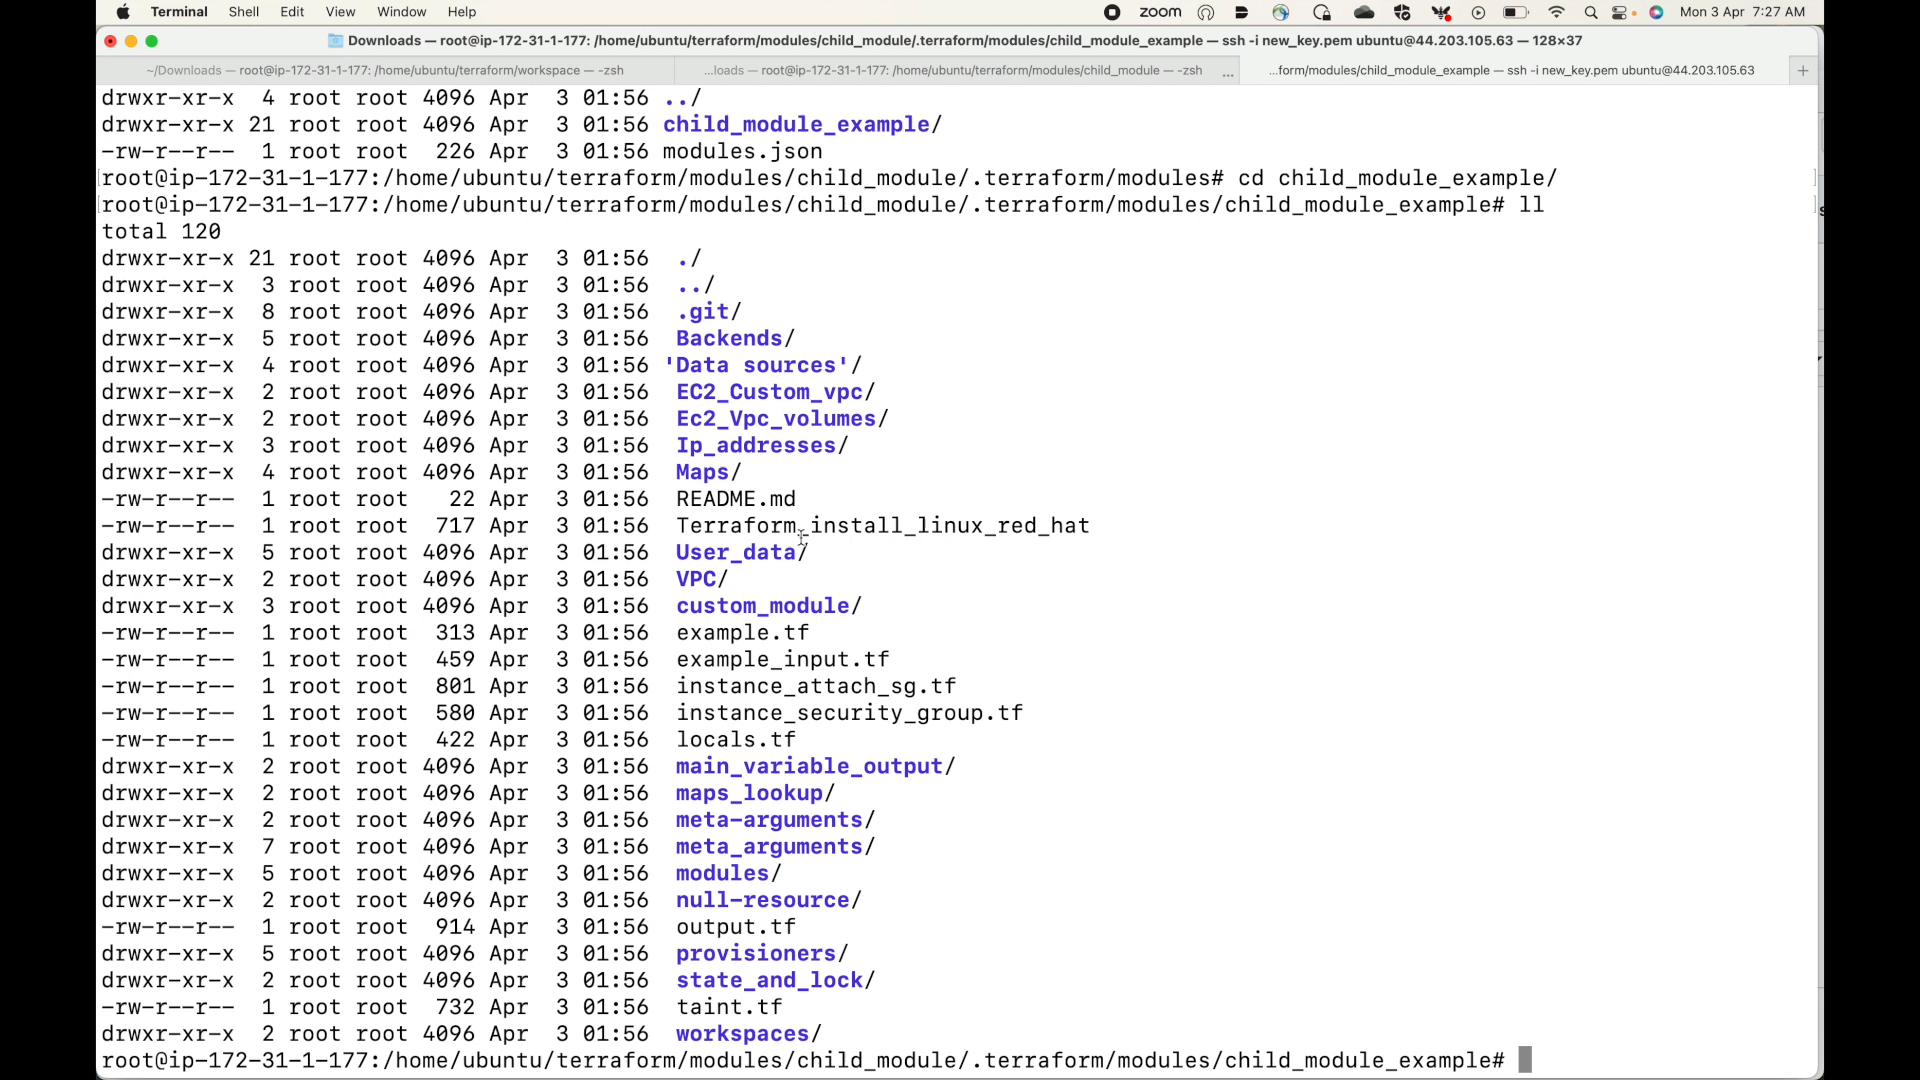 Terminal Shell Edit View Window Help zoom Mon 3 Apr 7:27 AM
Downloads — root@ip-172-31-1-177: /home/ubuntu/terraform/modules/child_module/.terraform/modules/child_module_example — ssh -i new_key.pem ubuntu@44.203.105.63 — 128×37
~/Downloads — root@ip-172-31-1-177: /home/ubuntu/terraform/workspace — -zsh ...loads — root@ip-172-31-1-177: /home/ubuntu/terraform/modules/child_module — -zsh ... ...form/modules/child_module_example — ssh -i new_key.pem ubuntu@44.203.105.63 +
drwxr-xr-x 4 root root 4096 Apr 3 01:56 ../
drwxr-xr-x 21 root root 4096 Apr 3 01:56 child_module_example/
-rw-r--r-- 1 root root 226 Apr 3 01:56 modules.json
root@ip-172-31-1-177:/home/ubuntu/terraform/modules/child_module/.terraform/modules# cd child_module_example/
root@ip-172-31-1-177:/home/ubuntu/terraform/modules/child_module/.terraform/modules/child_module_example# ll
total 120
drwxr-xr-x 21 root root 4096 Apr 3 01:56 ./
drwxr-xr-x 3 root root 4096 Apr 3 01:56 ../
drwxr-xr-x 8 root root 4096 Apr 3 01:56 .git/
drwxr-xr-x 5 root root 4096 Apr 3 01:56 Backends/
drwxr-xr-x 4 root root 4096 Apr 3 01:56 'Data sources'/
drwxr-xr-x 2 root root 4096 Apr 3 01:56 EC2_Custom_vpc/
drwxr-xr-x 2 root root 4096 Apr 3 01:56 Ec2_Vpc_volumes/
drwxr-xr-x 3 root root 4096 Apr 3 01:56 Ip_addresses/
drwxr-xr-x 4 root root 4096 Apr 3 01:56 Maps/
-rw-r--r-- 1 root root 22 Apr 3 01:56 README.md
-rw-r--r-- 1 root root 717 Apr 3 01:56 Terraform_install_linux_red_hat
drwxr-xr-x 5 root root 4096 Apr 3 01:56 User_data/
drwxr-xr-x 2 root root 4096 Apr 3 01:56 VPC/
drwxr-xr-x 3 root root 4096 Apr 3 01:56 custom_module/
-rw-r--r-- 1 root root 313 Apr 3 01:56 example.tf
-rw-r--r-- 1 root root 459 Apr 3 01:56 example_input.tf
-rw-r--r-- 1 root root 801 Apr 3 01:56 instance_attach_sg.tf
-rw-r--r-- 1 root root 580 Apr 3 01:56 instance_security_group.tf
-rw-r--r-- 1 root root 422 Apr 3 01:56 locals.tf
drwxr-xr-x 2 root root 4096 Apr 3 01:56 main_variable_output/
drwxr-xr-x 2 root root 4096 Apr 3 01:56 maps_lookup/
drwxr-xr-x 2 root root 4096 Apr 3 01:56 meta-arguments/
drwxr-xr-x 7 root root 4096 Apr 3 01:56 meta_arguments/
drwxr-xr-x 5 root root 4096 Apr 3 01:56 modules/
drwxr-xr-x 2 root root 4096 Apr 3 01:56 null-resource/
-rw-r--r-- 1 root root 914 Apr 3 01:56 output.tf
drwxr-xr-x 5 root root 4096 Apr 3 01:56 provisioners/
drwxr-xr-x 2 root root 4096 Apr 3 01:56 state_and_lock/
-rw-r--r-- 1 root root 732 Apr 3 01:56 taint.tf
drwxr-xr-x 2 root root 4096 Apr 3 01:56 workspaces/
root@ip-172-31-1-177:/home/ubuntu/terraform/modules/child_module/.terraform/modules/child_module_example#